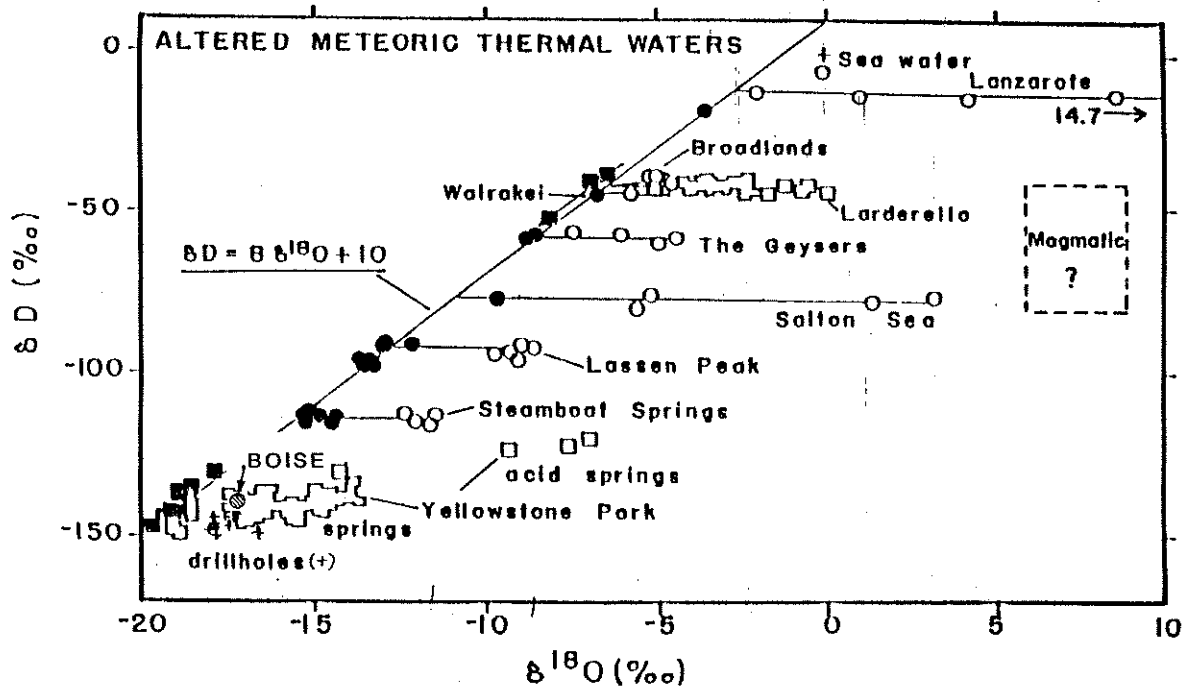 ALTERED METEORIC THERMAL WATERS
Sea water
Lanzarote
14.7 →
Broadlands
Wairakei
Larderello
The Geysers
Magmatic
?
δD = 8 δ18O + 10
Salton Sea
Lassen Peak
Steamboat Springs
acid springs
BOISE
Yellowstone Park
springs
drillholes (+)
0
-50
-100
-150
δ D (‰)
-20
-15
-10
-5
0
5
10
δ18O (‰)